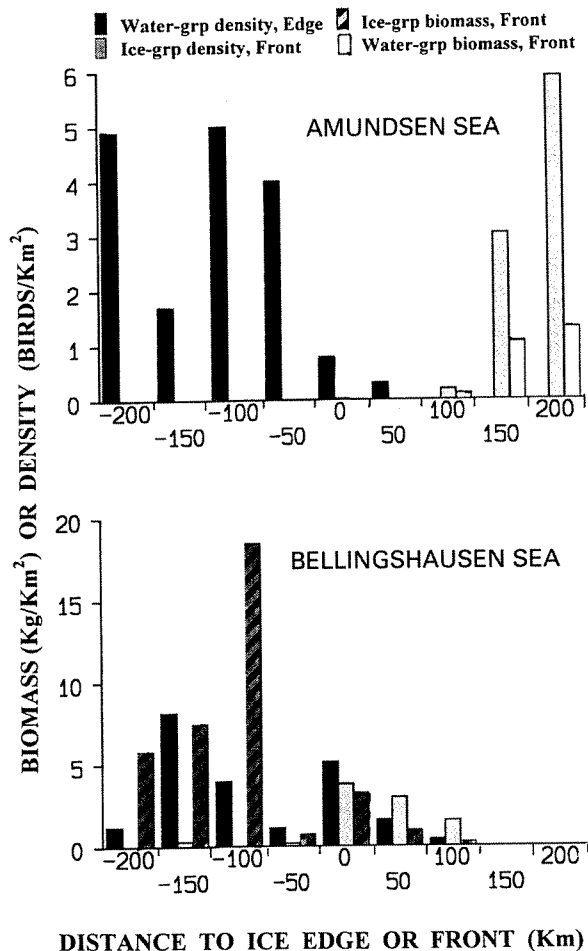 Water-grp density, Edge Ice-grp biomass, Front
Ice-grp density, Front Water-grp biomass, Front
AMUNDSEN SEA
6
5
4
3
2
1
0
-200 -100 0 100 200
-150 -50 50 150
BELLINGSHAUSEN SEA
20
15
10
5
0
-200 -100 0 100 200
-150 -50 50 150
BIOMASS (Kg/Km²) OR DENSITY (BIRDS/Km²)
DISTANCE TO ICE EDGE OR FRONT (Km)